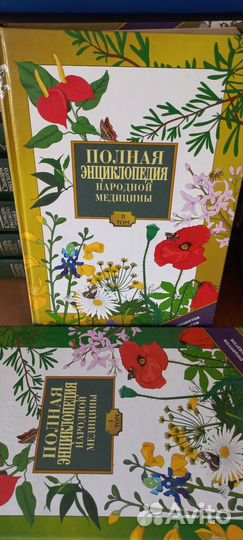 ПОЛНАЯ
ЭНЦИКЛОПЕДИЯ
НАРОДНОЙ
МЕДИЦИНЫ
II
ТОМ
ПОЛНАЯ
ЭНЦИКЛОПЕДИЯ
НАРОДНОЙ
МЕДИЦИНЫ
I
ТОМ
Avito